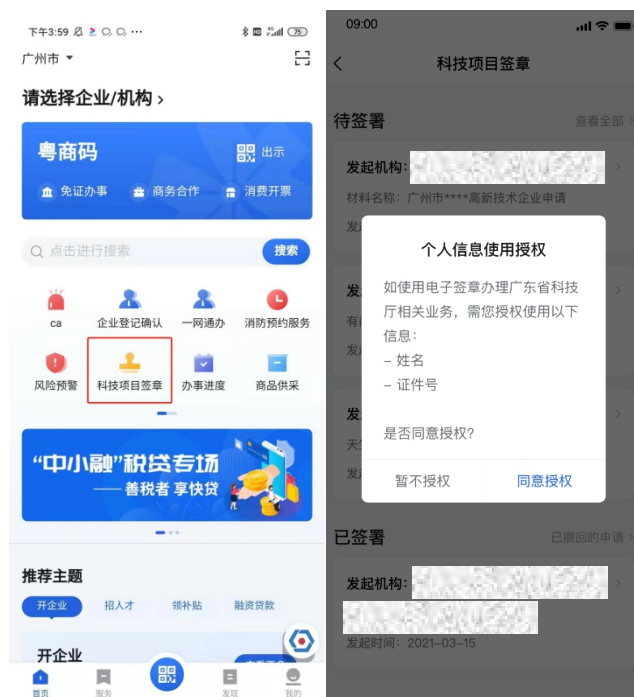 下午3:59
75
广州市
请选择企业/机构 >
粤商码
出示
免证办事
商务合作
消费开票
点击进行搜索
搜索
ca
企业登记确认
一网通办
消防预约服务
风险预警
科技项目签章
办事进度
商品供采
“中小融”税贷专场
——善税者 享快贷
推荐主题
开企业
招人才
领补贴
融资贷款
开企业
首页
服务
发现
我的
09:00
科技项目签章
待签署
查看全部 >
发起机构:
材料名称: 广州市****高新技术企业申请
发
个人信息使用授权
如使用电子签章办理广东省科技
厅相关业务，需您授权使用以下
信息:
– 姓名
– 证件号
是否同意授权?
暂不授权
同意授权
发
发
发
天
发
已签署
已撤回的申请 >
发起机构:
发起时间: 2021-03-15